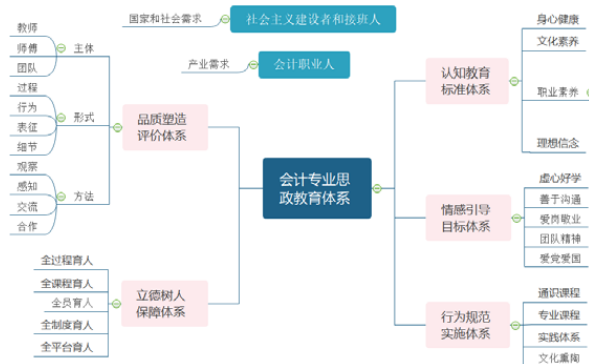 国家和社会需求
社会主义建设者和接班人
产业需求
会计职业人
会计专业思
政教育体系
品质塑造
评价体系
主体
教师
师傅
团队
形式
过程
行为
表征
细节
方法
观察
感知
交流
合作
立德树人
保障体系
全过程育人
全课程育人
全员育人
全制度育人
全平台育人
认知教育
标准体系
身心健康
文化素养
职业素养
理想信念
情感引导
目标体系
虚心好学
善于沟通
爱岗敬业
团队精神
爱党爱国
行为规范
实施体系
通识课程
专业课程
实践体系
文化熏陶